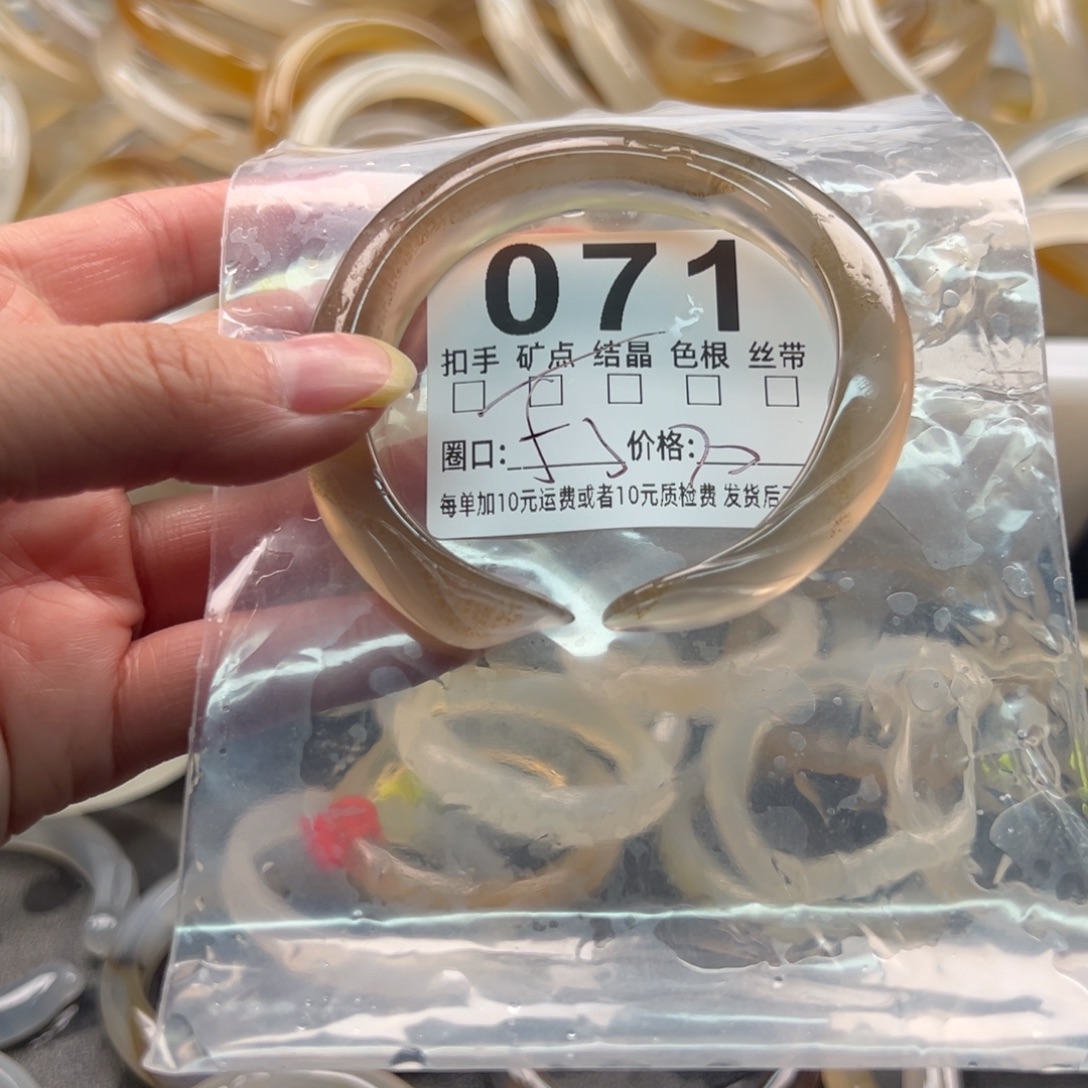 071
扣手 矿点 结晶 色根 丝带
□ □ □ □ □
圈口: 价格:
每单加10元运费或者10元质检费 发货后